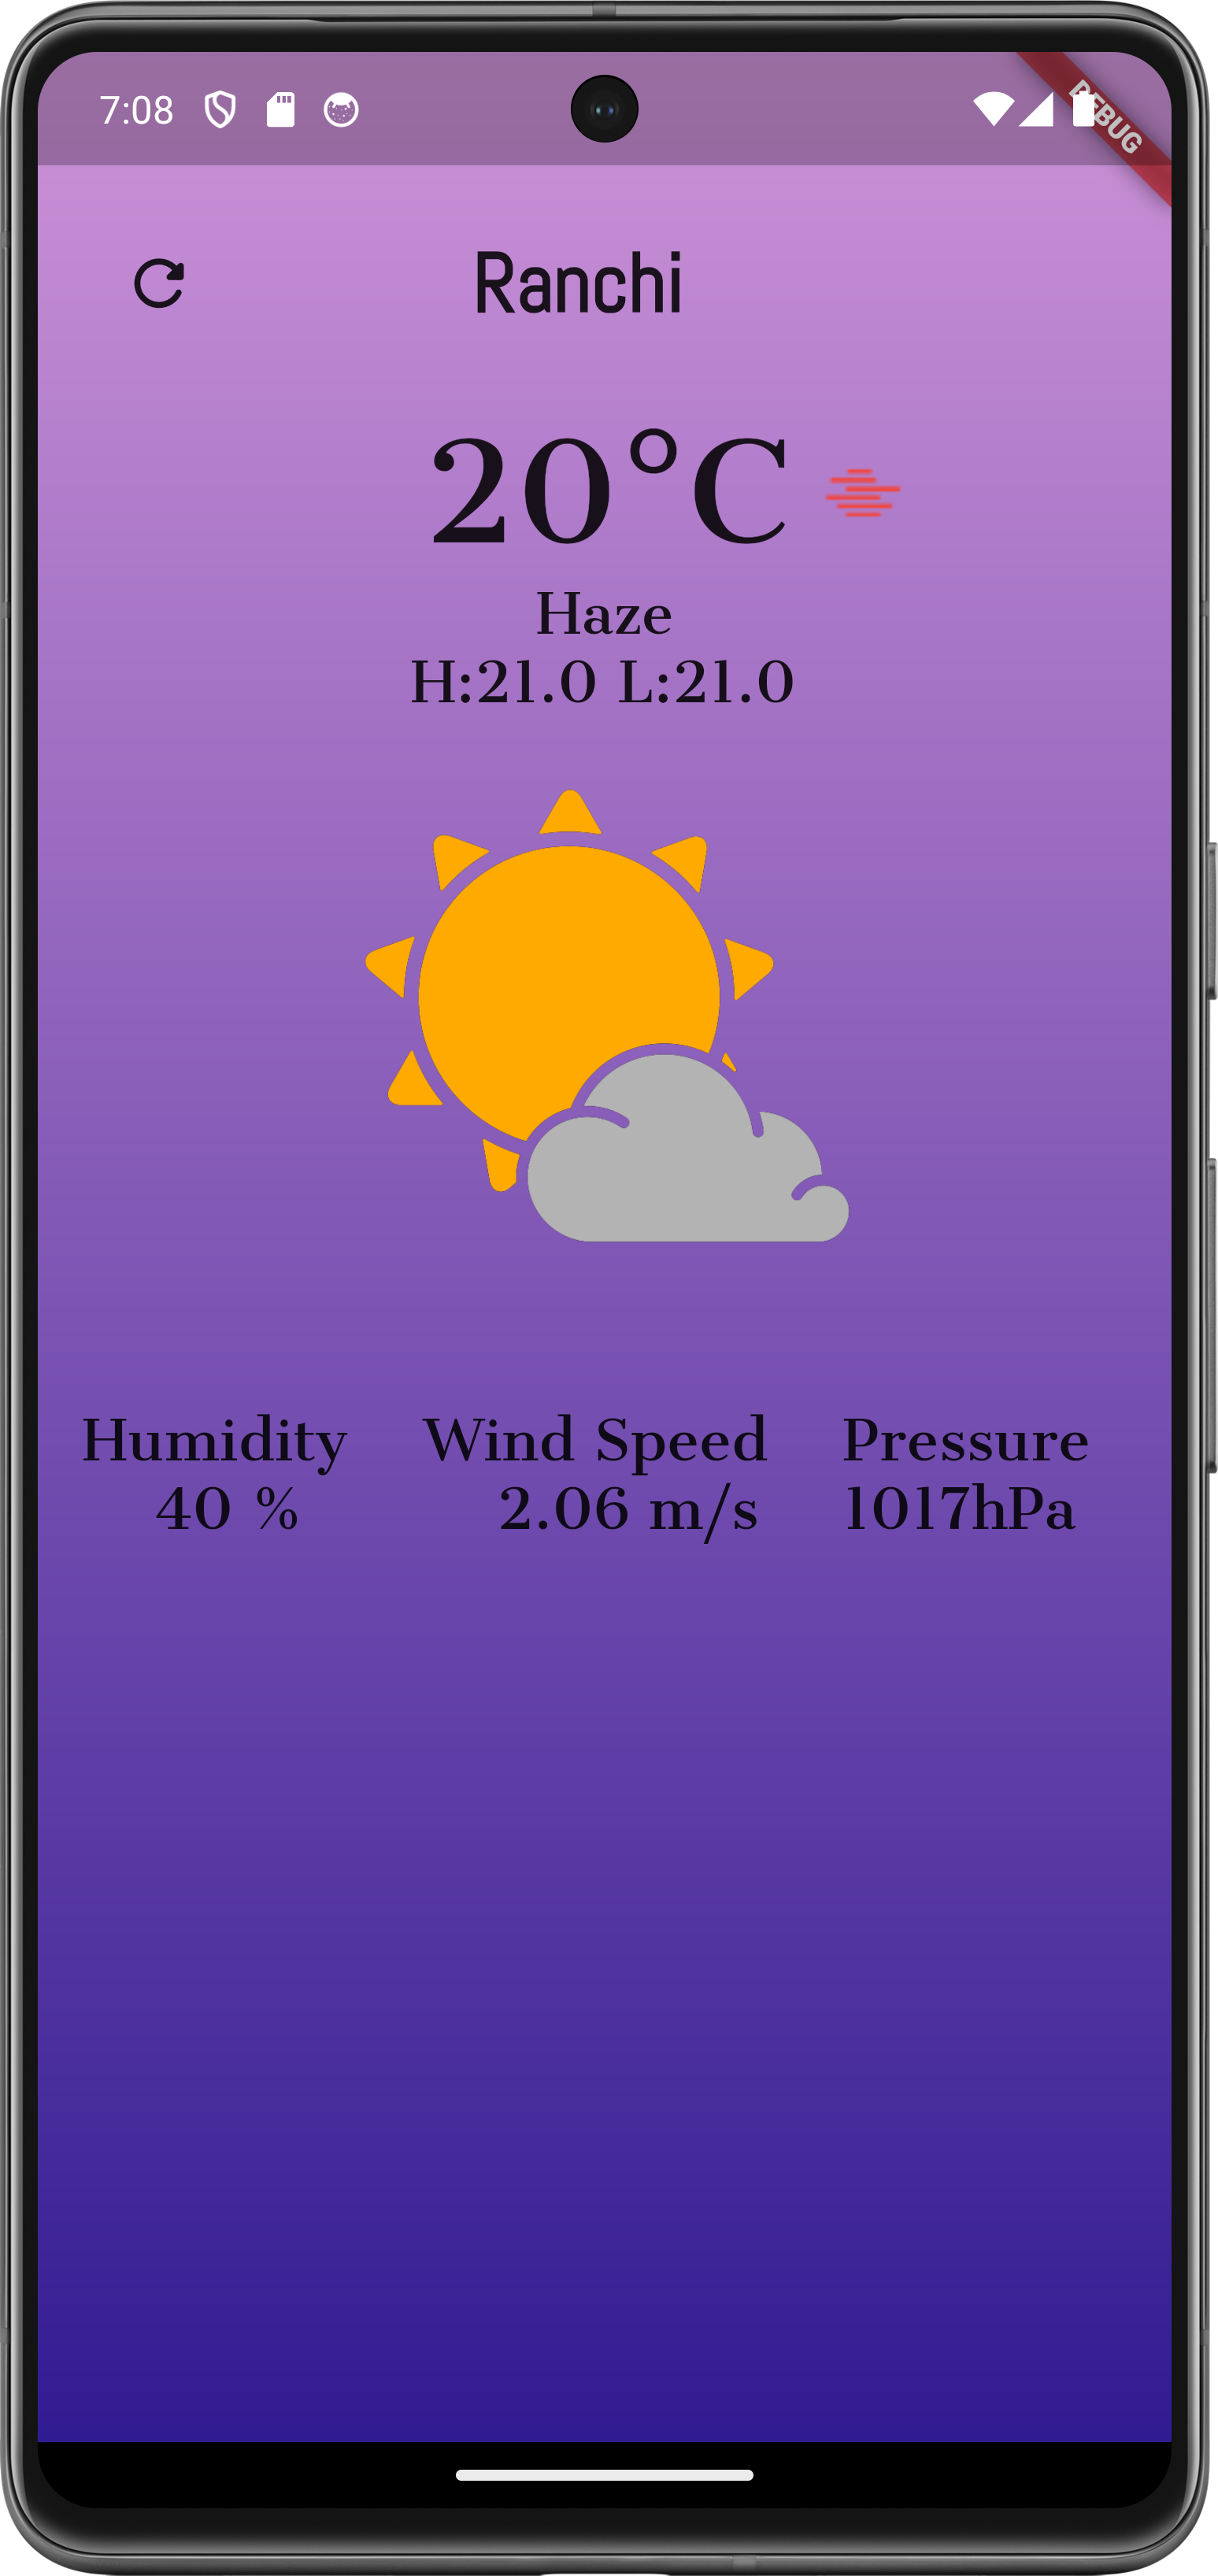 7:08
DEBUG
Ranchi
20°C
Haze
H:21.0 L:21.0
Humidity Wind Speed Pressure
40 % 2.06 m/s 1017hPa